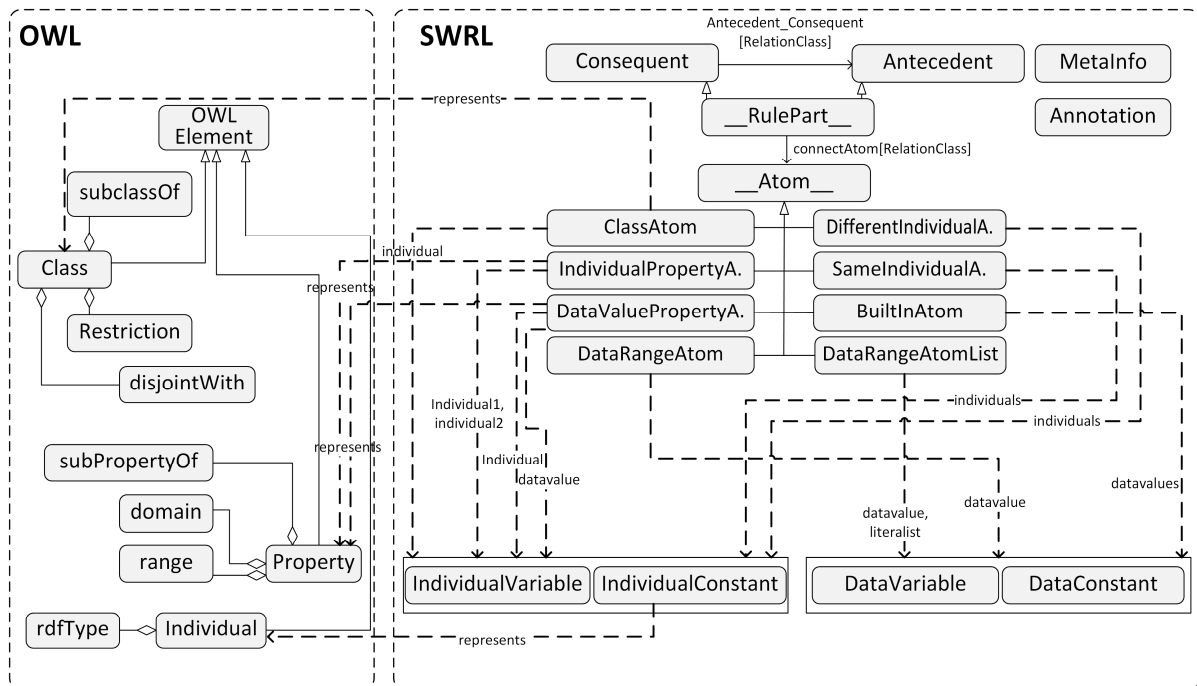 OWL
SWRL
Antecedent_Consequent
[RelationClass]
Consequent
Antecedent
MetaInfo
represents
OWL
Element
__RulePart__
Annotation
connectAtom[RelationClass]
subclassOf
__Atom__
ClassAtom
DifferentIndividualA.
individual
Class
IndividualPropertyA.
SameIndividualA.
represents
DataValuePropertyA.
BuiltInAtom
Restriction
DataRangeAtom
DataRangeAtomList
disjointWith
Individual1,
individual2
individuals
individuals
represents
subPropertyOf
Individual
datavalue
datavalues
domain
datavalue,
literalist
datavalue
range
Property
IndividualVariable
IndividualConstant
DataVariable
DataConstant
rdfType
Individual
represents